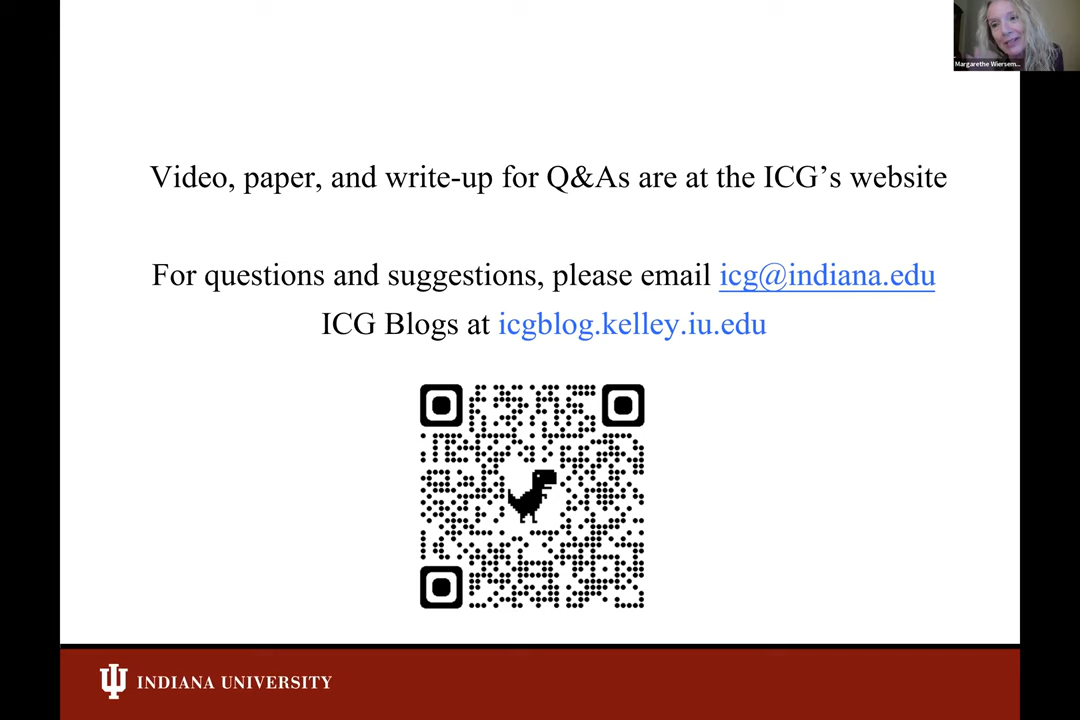 Margarethe Wiersem...
Video, paper, and write-up for Q&As are at the ICG’s website
For questions and suggestions, please email icg@indiana.edu
ICG Blogs at icgblog.kelley.iu.edu
INDIANA UNIVERSITY